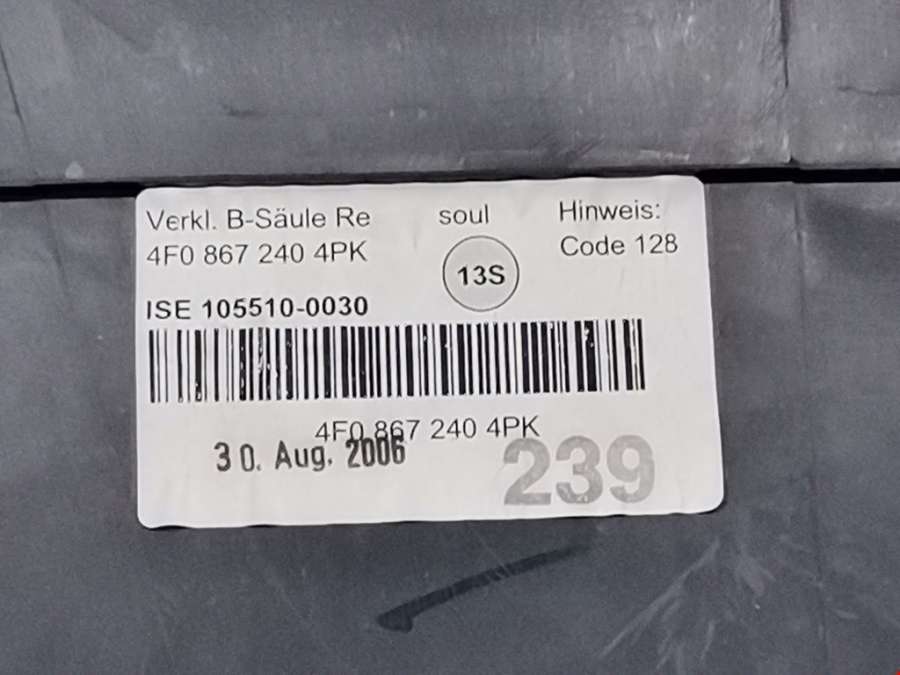 Verkl. B-Säule Re soul Hinweis:
4F0 867 240 4PK 13S Code 128
ISE 105510-0030
4F0 867 240 4PK
30. Aug. 2006
239